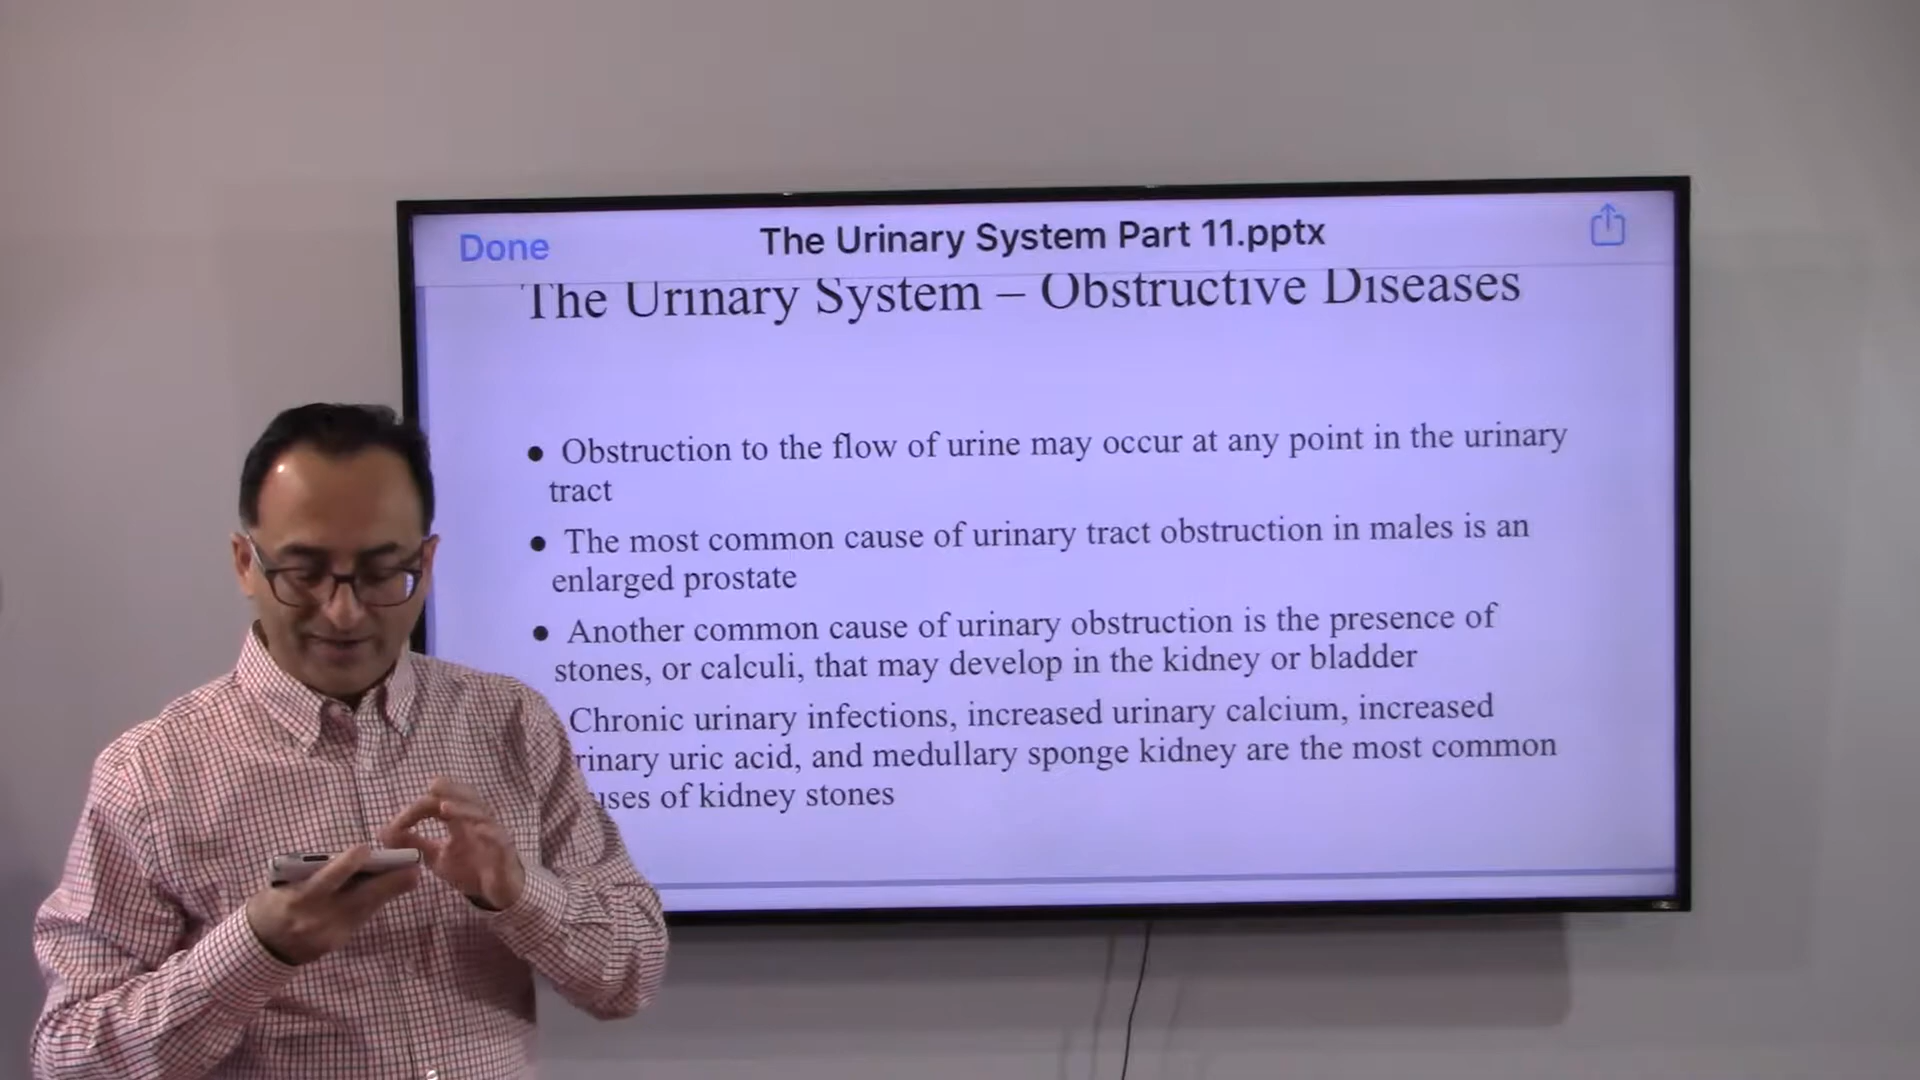 Done
The Urinary System Part 11.pptx
The Urinary System – Obstructive Diseases
● Obstruction to the flow of urine may occur at any point in the urinary
tract
● The most common cause of urinary tract obstruction in males is an
enlarged prostate
● Another common cause of urinary obstruction is the presence of
stones, or calculi, that may develop in the kidney or bladder
Chronic urinary infections, increased urinary calcium, increased
uric acid, and medullary sponge kidney are the most common
of kidney stones